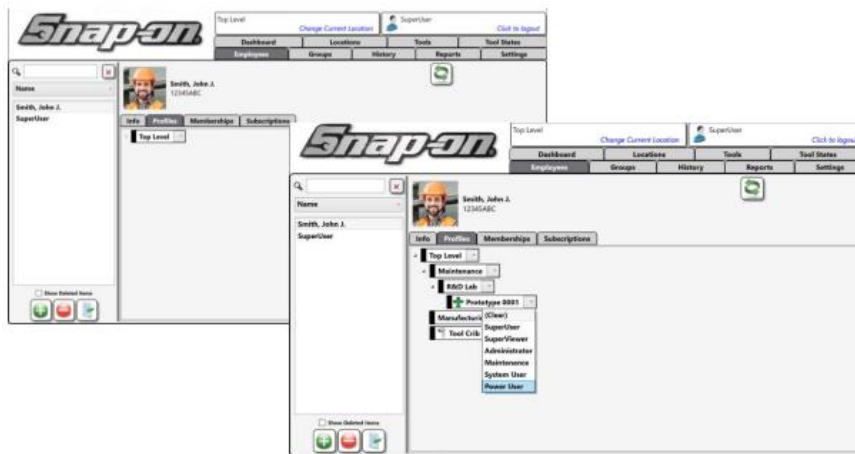 Snap-on
Top Level
Change Current Location
SuperUser
Click to logout
Dashboard
Locations
Tools
Tool States
Employees
Groups
History
Reports
Settings
Name
Smith, John J.
SuperUser
Smith, John J.
12345ABC
Info
Profiles
Memberships
Subscriptions
Top Level
Show Deleted Items
Snap-on
Top Level
Change Current Location
SuperUser
Click to logout
Dashboard
Locations
Tools
Tool States
Employees
Groups
History
Reports
Settings
Name
Smith, John J.
SuperUser
Smith, John J.
12345ABC
Info
Profiles
Memberships
Subscriptions
Top Level
Maintenance
R&D Lab
Prototype 0001
Manufacturi
Tool Crib
(Clear)
SuperUser
SuperViewer
Administrator
Maintenence
System User
Power User
Show Deleted Items